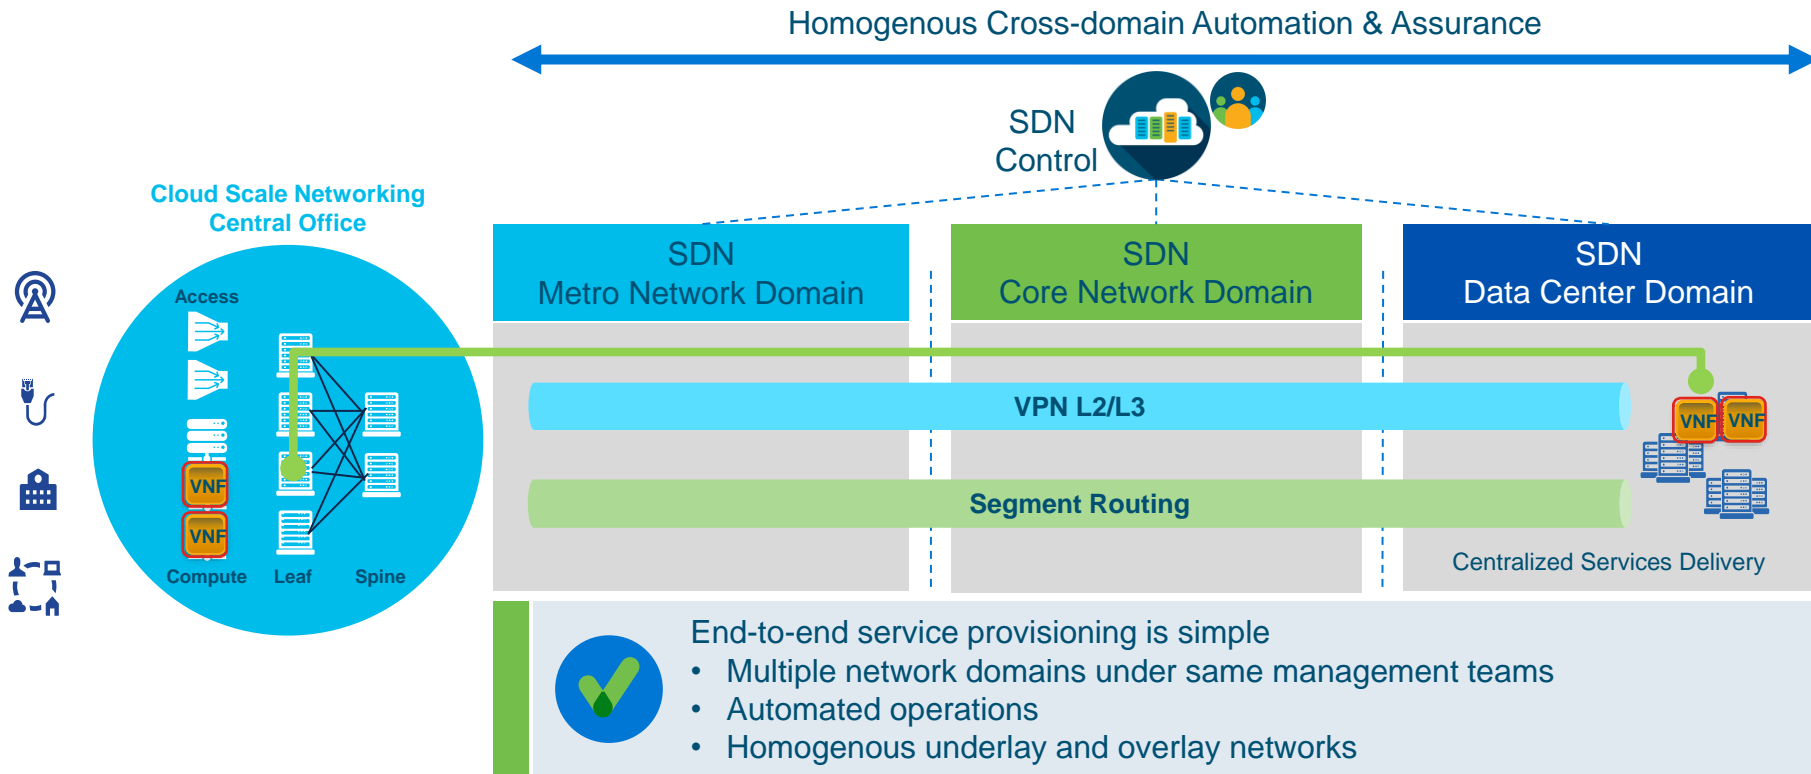 Homogenous Cross-domain Automation & Assurance
SDN
Control
Cloud Scale Networking
Central Office
SDN
Metro Network Domain
SDN
Core Network Domain
SDN
Data Center Domain
Access
VPN L2/L3
VNF
VNF
VNF
Segment Routing
VNF
Compute
Leaf
Spine
Centralized Services Delivery
End-to-end service provisioning is simple
• Multiple network domains under same management teams
• Automated operations
• Homogenous underlay and overlay networks